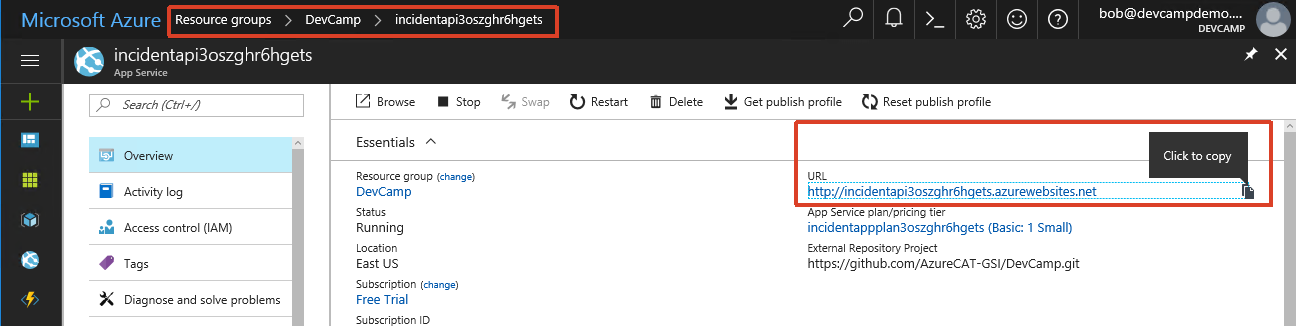 Microsoft Azure Resource groups > DevCamp > incidentapi3oszghr6hgets bob@devcampdemo....
DEVCAMP
incidentapi3oszghr6hgets
App Service
Search (Ctrl+/)
Browse Stop Swap Restart Delete Get publish profile Reset publish profile
Overview
Activity log
Access control (IAM)
Tags
Diagnose and solve problems
Essentials
Resource group (change)
DevCamp
Status
Running
Location
East US
Subscription (change)
Free Trial
Subscription ID
Click to copy
URL
http://incidentapi3oszghr6hgets.azurewebsites.net
App Service plan/pricing tier
incidentappplan3oszghr6hgets (Basic: 1 Small)
External Repository Project
https://github.com/AzureCAT-GSI/DevCamp.git